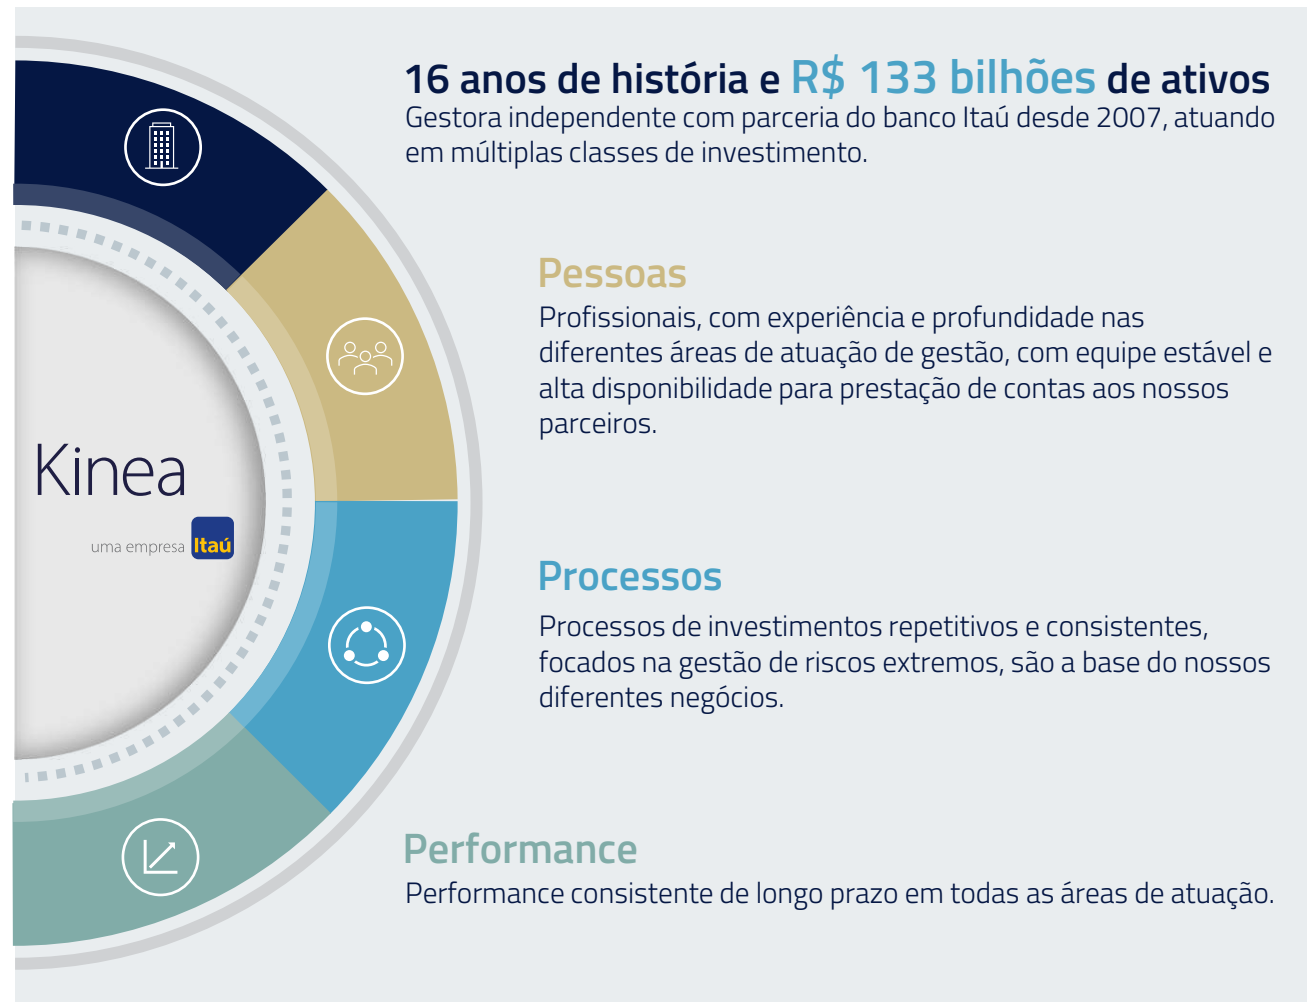 16 anos de história e R$ 133 bilhões de ativos
Gestora independente com parceria do banco Itaú desde 2007, atuando
em múltiplas classes de investimento.
Pessoas
Profissionais, com experiência e profundidade nas
diferentes áreas de atuação de gestão, com equipe estável e
alta disponibilidade para prestação de contas aos nossos
parceiros.
Kinea
uma empresa Itaú
Processos
Processos de investimentos repetitivos e consistentes,
focados na gestão de riscos extremos, são a base do nossos
diferentes negócios.
Performance
Performance consistente de longo prazo em todas as áreas de atuação.